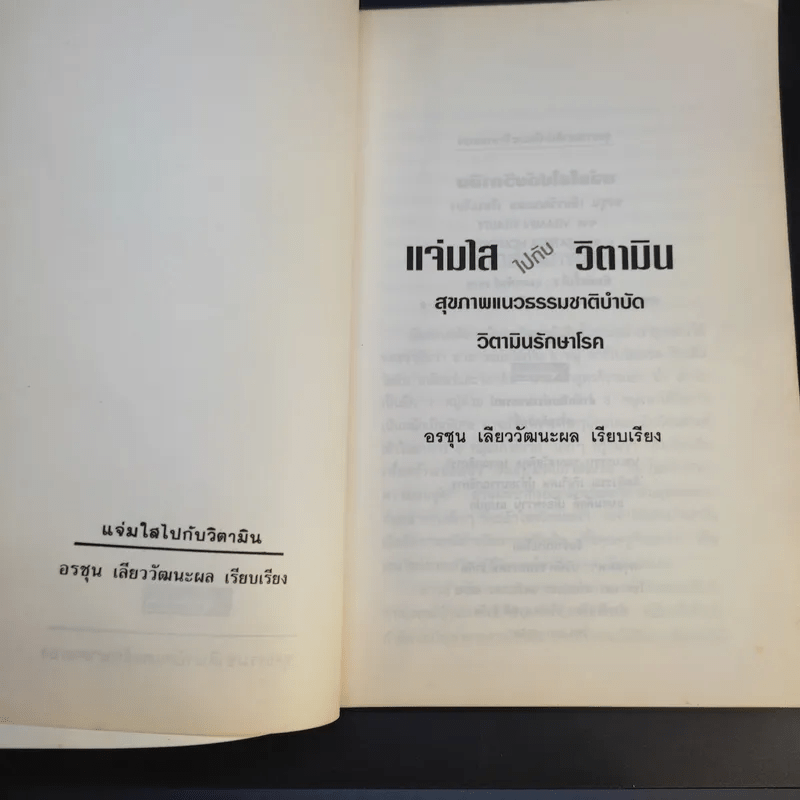 แจ่มใสไปกับวิตามิน
อรชุน เลียววัฒนะผล เรียบเรียง
แจ่มใส ไปกับ วิตามิน
สุขภาพแนวธรรมชาติบำบัด
วิตามินรักษาโรค
อรชุน เลียววัฒนะผล เรียบเรียง